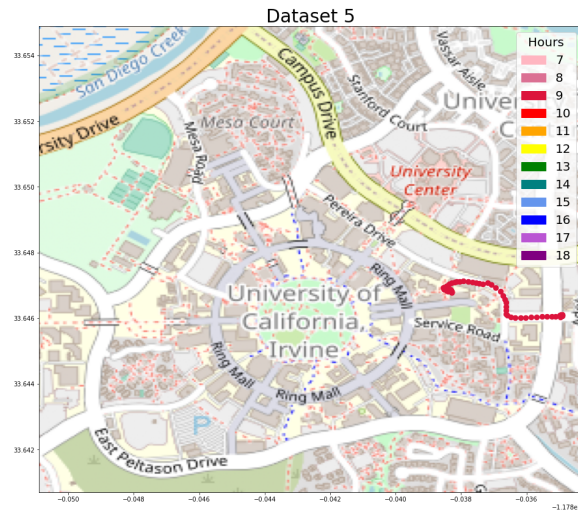 Dataset 5
33.654
33.652
33.650
33.648
33.646
33.644
33.642
-0.050
-0.048
-0.046
-0.044
-0.042
-0.040
-0.038
-0.036
Hours
7
8
9
10
11
12
13
14
15
16
17
18
San Diego Creek
rsity Drive
Campus Drive
Vassar Aisle
Stanford Court
Mesa Court
Mesa Road
University
Center
Pereira Drive
Ring Mall
University of
California,
Irvine
Service Road
Ring Mall
Ring Mall
P
East Peltason Drive